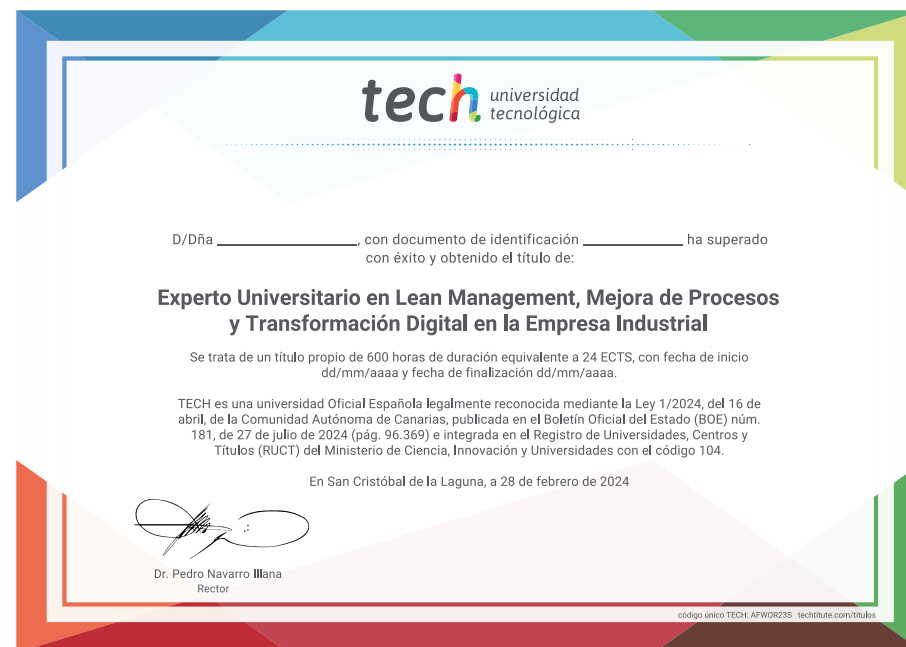 tech universidad
tecnológica
D/Dña ____________________, con documento de identificación ______________ ha superado
con éxito y obtenido el título de:
Experto Universitario en Lean Management, Mejora de Procesos
y Transformación Digital en la Empresa Industrial
Se trata de un título propio de 600 horas de duración equivalente a 24 ECTS, con fecha de inicio
dd/mm/aaaa y fecha de finalización dd/mm/aaaa.
TECH es una universidad Oficial Española legalmente reconocida mediante la Ley 1/2024, del 16 de
abril, de la Comunidad Autónoma de Canarias, publicada en el Boletín Oficial del Estado (BOE) núm.
181, de 27 de julio de 2024 (pág. 96.369) e integrada en el Registro de Universidades, Centros y
Títulos (RUCT) del Ministerio de Ciencia, Innovación y Universidades con el código 104.
En San Cristóbal de la Laguna, a 28 de febrero de 2024
Dr. Pedro Navarro Illana
Rector
código único TECH: AFWOR23S techtitute.com/titulos